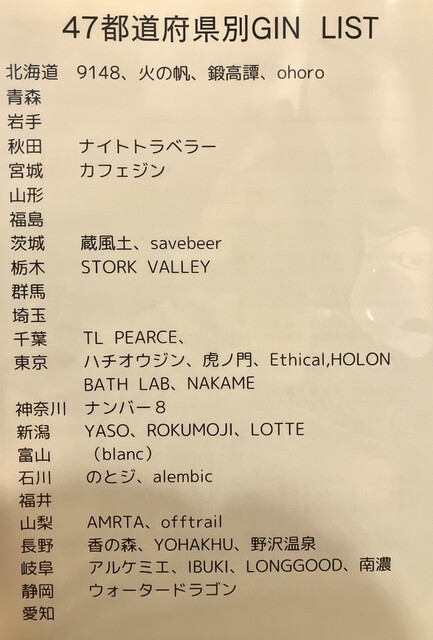 47都道府県別GIN LIST
北海道 9148、火の帆、鍛高譚、ohoro
青森
岩手
秋田 ナイトトラベラー
宮城 カフェジン
山形
福島
茨城 蔵風土、savebeer
栃木 STORK VALLEY
群馬
埼玉
千葉 TL PEARCE、
東京 ハチオウジン、虎ノ門、Ethical,HOLON
BATH LAB、NAKAME
神奈川 ナンバー８
新潟 YASO、ROKUMOJI、LOTTE
富山 （blanc）
石川 のとジ、alembic
福井
山梨 AMRTA、offtrail
長野 香の森、YOHAKHU、野沢温泉
岐阜 アルケミエ、IBUKI、LONGGOOD、南濃
静岡 ウォータードラゴン
愛知